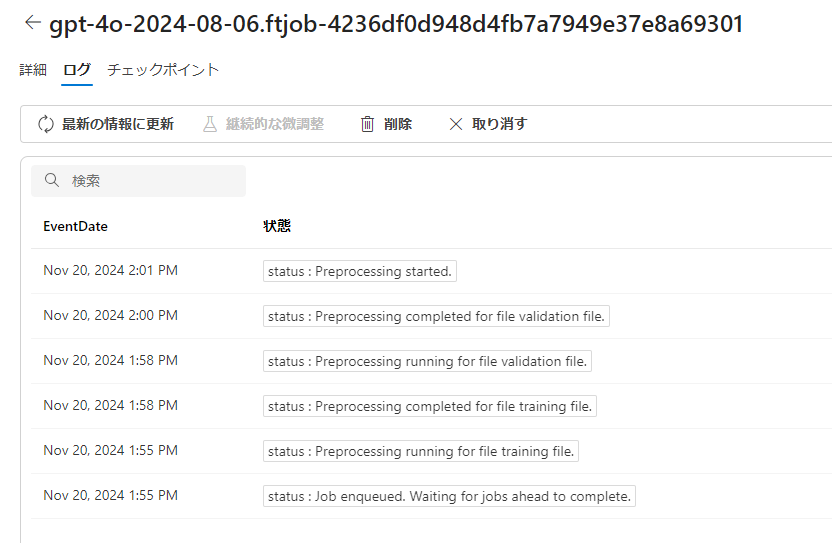 gpt-4o-2024-08-06.ftjob-4236df0d948d4fb7a7949e37e8a69301
詳細 ログ チェックポイント
最新の情報に更新 継続的な微調整 削除 取り消す
検索
EventDate 状態
Nov 20, 2024 2:01 PM status : Preprocessing started.
Nov 20, 2024 2:00 PM status : Preprocessing completed for file validation file.
Nov 20, 2024 1:58 PM status : Preprocessing running for file validation file.
Nov 20, 2024 1:58 PM status : Preprocessing completed for file training file.
Nov 20, 2024 1:55 PM status : Preprocessing running for file training file.
Nov 20, 2024 1:55 PM status : Job enqueued. Waiting for jobs ahead to complete.